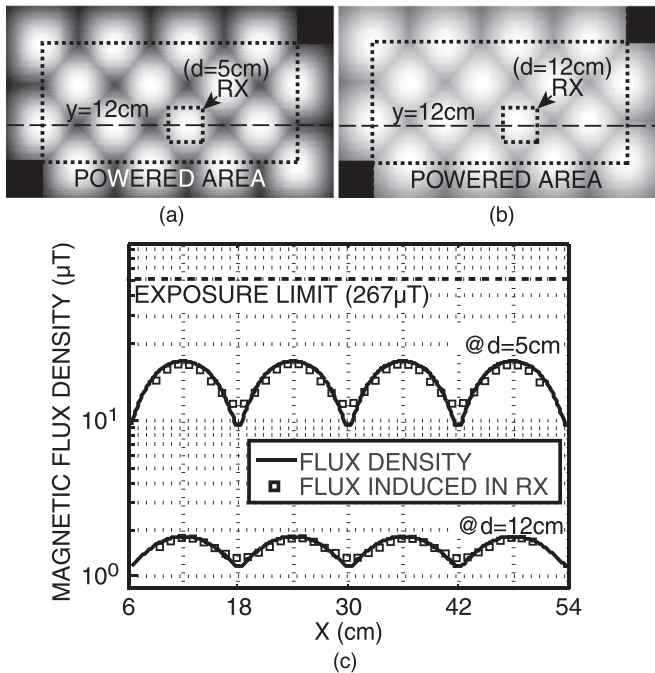 (d=5cm)
RX
y=12cm
POWERED AREA
(a)
(d=12cm)
RX
y=12cm
POWERED AREA
(b)
MAGNETIC FLUX DENSITY (µT)
EXPOSURE LIMIT (267µT)
@d=5cm
10¹
FLUX DENSITY
FLUX INDUCED IN RX
@d=12cm
10⁰
6 18 30 42 54
X (cm)
(c)